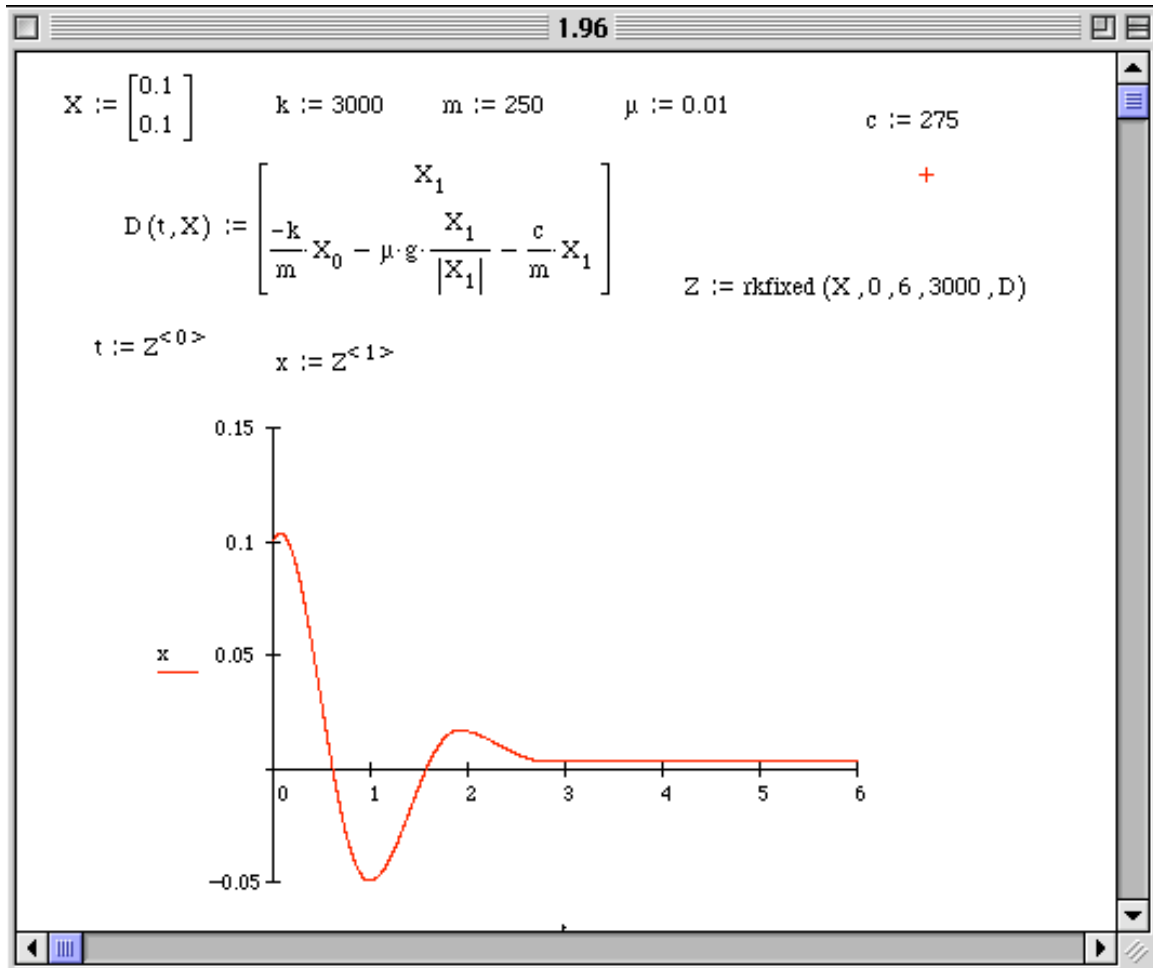 1.96
X := [0.1 0.1] k := 3000 m := 250 μ := 0.01 c := 275
D(t,X) := [X₁ -k/m·X₀ − μ·g·X₁/|X₁| − c/m·X₁]
Z := rkfixed(X,0,6,3000,D)
t := Z^<0> x := Z^<1>
0.15
0.1
x 0.05
0 1 2 3 4 5 6
−0.05